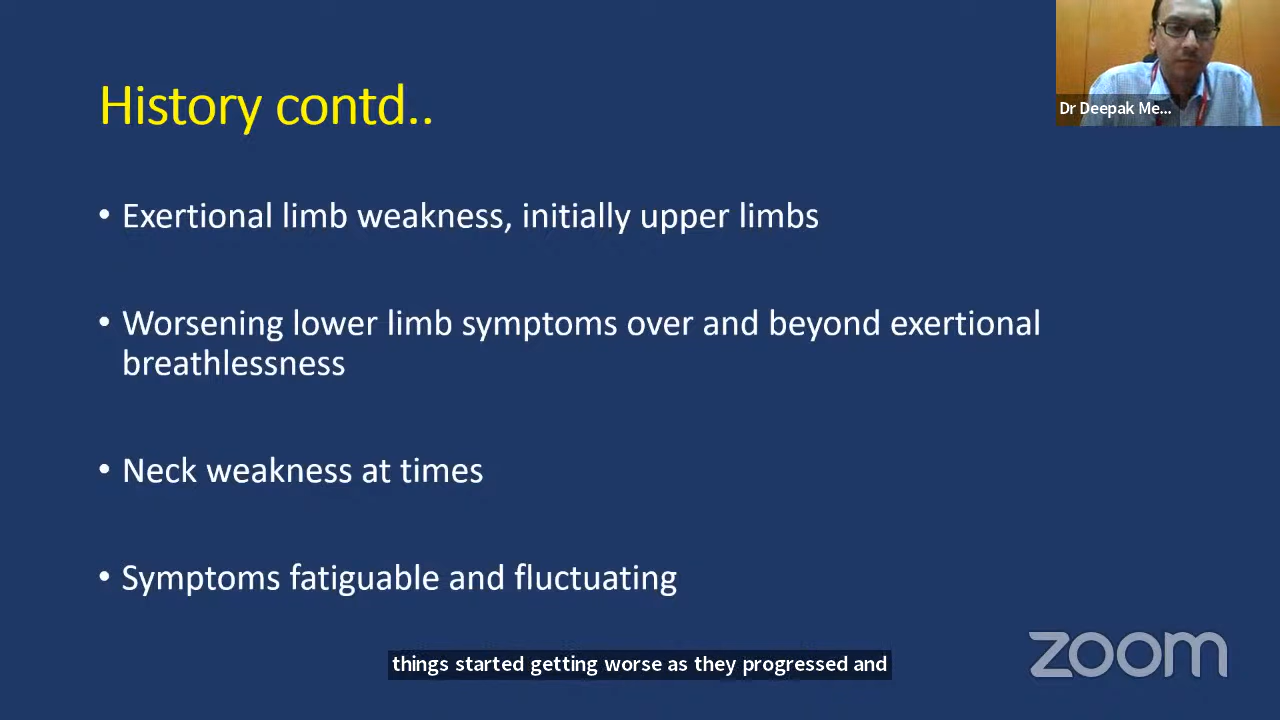 History contd..
Dr Deepak Me...
• Exertional limb weakness, initially upper limbs
• Worsening lower limb symptoms over and beyond exertional
breathlessness
• Neck weakness at times
• Symptoms fatiguable and fluctuating
things started getting worse as they progressed and
zoom